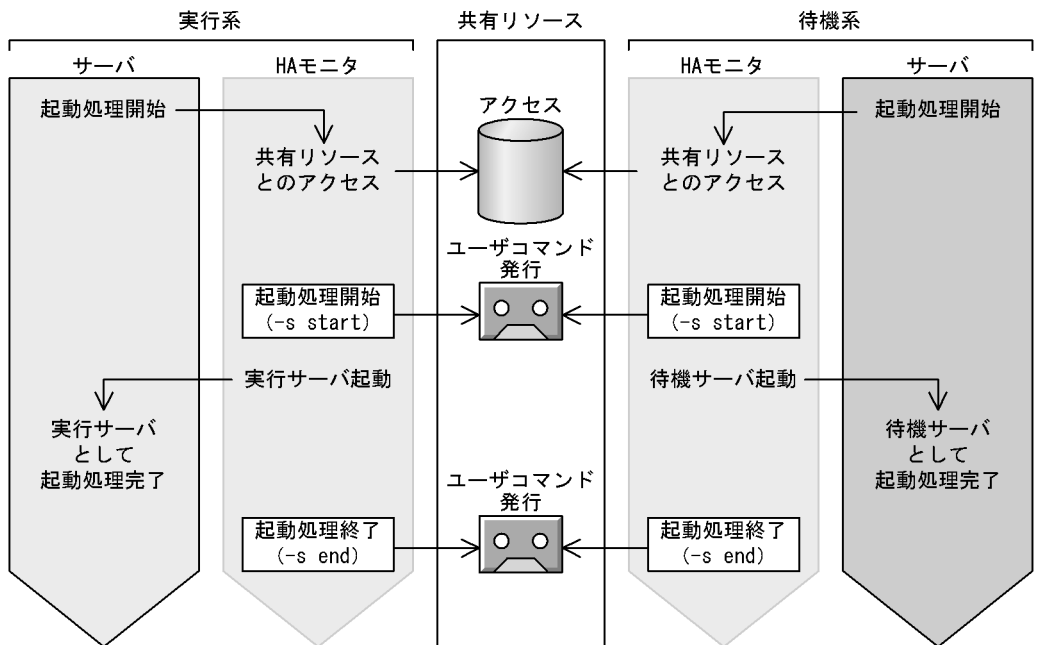 実行系
共有リソース
待機系
サーバ
HAモニタ
HAモニタ
サーバ
起動処理開始
アクセス
起動処理開始
共有リソース
とのアクセス
共有リソース
とのアクセス
ユーザコマンド
発行
起動処理開始
(-s start)
起動処理開始
(-s start)
実行サーバ起動
待機サーバ起動
実行サーバ
として
起動処理完了
待機サーバ
として
起動処理完了
ユーザコマンド
発行
起動処理終了
(-s end)
起動処理終了
(-s end)